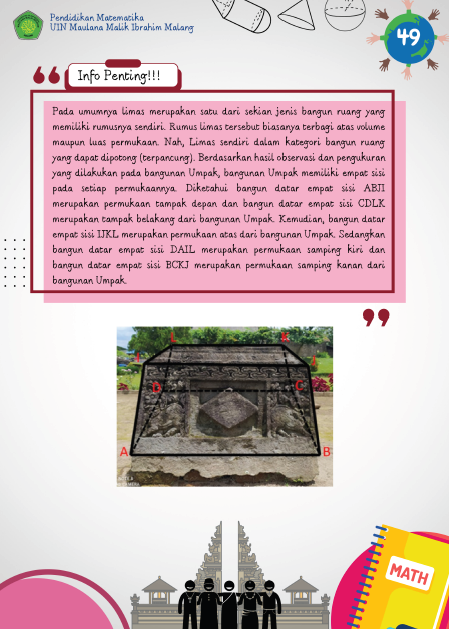 Pendidikan Matematika
UIN Maulana Malik Ibrahim Malang
49
Info Penting!!!
Pada umumnya limas merupakan satu dari sekian jenis bangun ruang yang
memiliki rumusnya sendiri. Rumus limas tersebut biasanya terbagi atas volume
maupun luas permukaan. Nah, Limas sendiri dalam kategori bangun ruang
yang dapat dipotong (terpancung). Berdasarkan hasil observasi dan pengukuran
yang dilakukan pada bangunan Umpak, bangunan Umpak memiliki empat sisi
pada setiap permukaannya. Diketahui bangun datar empat sisi ABJI
merupakan permukaan tampak depan dan bangun datar empat sisi CDLK
merupakan tampak belakang dari bangunan Umpak. Kemudian, bangun datar
empat sisi IJKL merupakan permukaan atas dari bangunan Umpak. Sedangkan
bangun datar empat sisi DAIL merupakan permukaan samping kiri dan
bangun datar empat sisi BCKJ merupakan permukaan samping kanan dari
bangunan Umpak.
K
D C
A B
MATH